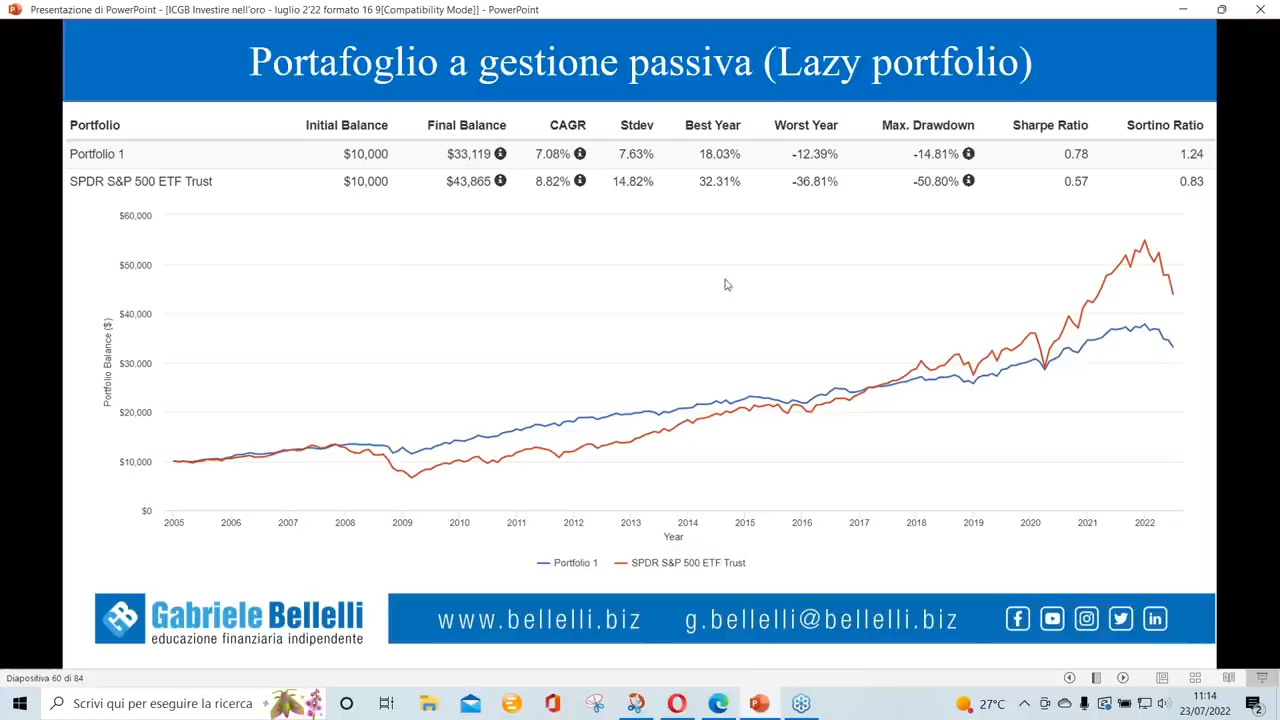 Presentazione di PowerPoint - [ICGB Investire nell'oro - luglio 2'22 formato 16 9[Compatibility Mode]] - PowerPoint
Portafoglio a gestione passiva (Lazy portfolio)
Portfolio Initial Balance Final Balance CAGR Stdev Best Year Worst Year Max. Drawdown Sharpe Ratio Sortino Ratio
Portfolio 1 $10,000 $33,119 7.08% 7.63% 18.03% -12.39% -14.81% 0.78 1.24
SPDR S&P 500 ETF Trust $10,000 $43,865 8.82% 14.82% 32.31% -36.81% -50.80% 0.57 0.83
$60,000
$50,000
$40,000
$30,000
$20,000
$10,000
$0
Portfolio Balance ($)
2005 2006 2007 2008 2009 2010 2011 2012 2013 2014 2015 2016 2017 2018 2019 2020 2021 2022
Year
Portfolio 1 SPDR S&P 500 ETF Trust
Gabriele Bellelli
educazione finanziaria indipendente
www.bellelli.biz g.bellelli@bellelli.biz
Diapositiva 60 di 84
Scrivi qui per eseguire la ricerca
27°C
11:14
23/07/2022
2